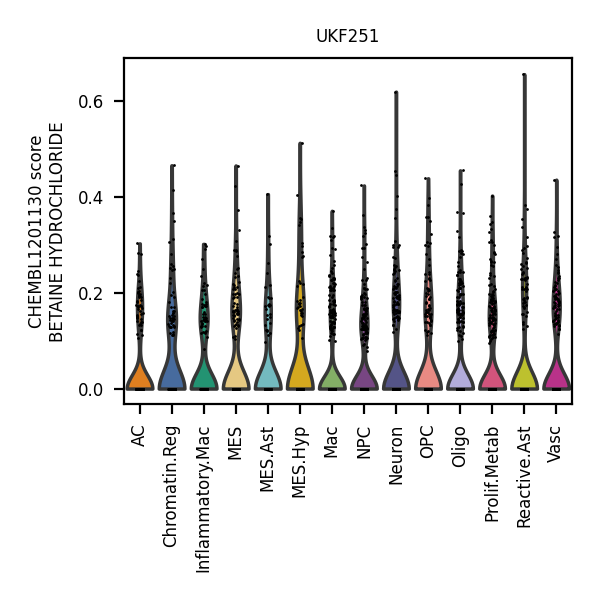 UKF251
CHEMBL1201130 score
BETAINE HYDROCHLORIDE
0.6
0.4
0.2
0.0
AC
Chromatin.Reg
Inflammatory.Mac
MES
MES.Ast
MES.Hyp
Mac
NPC
Neuron
OPC
Oligo
Prolif.Metab
Reactive.Ast
Vasc